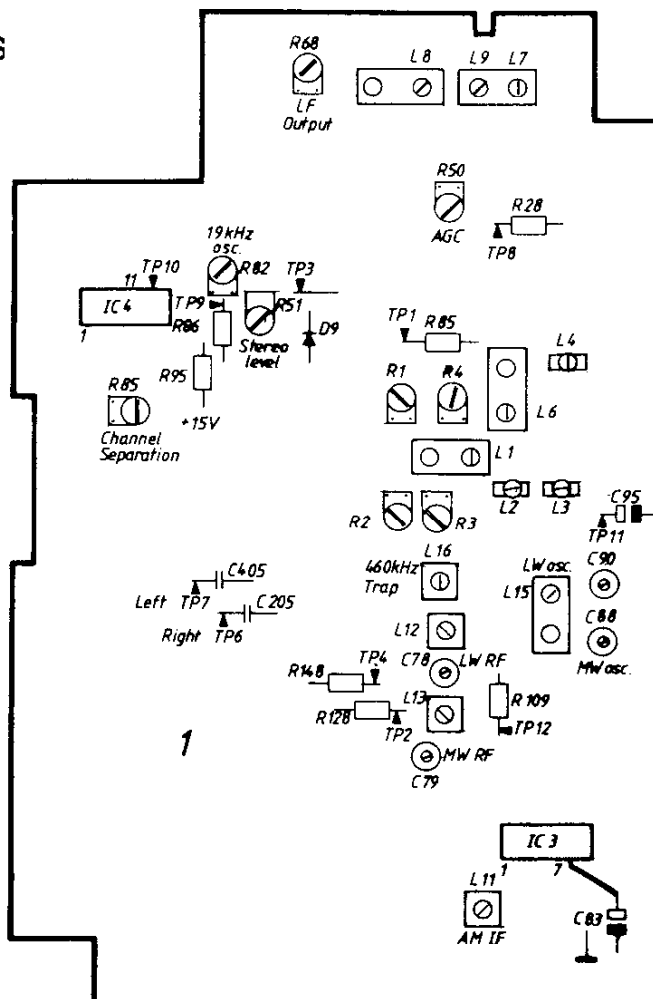 S
R68
LF
Output
L8
L9 L7
R50
AGC
R28
TP8
19kHz
osc.
R82
TP3
TP10
11
IC4
1
TP9
R86
R51
Stereo
level
D9
TP1
R85
L4
R95
+15V
R85
Channel
Separation
R1
R4
L6
L1
R2
R3
L2
L3
C95
TP11
L16
460kHz
Trap
LW osc.
L15
C90
C88
MW osc.
C405
Left TP7
C205
Right TP6
L12
C78
LW RF
R148
TP4
L13
R128
TP2
R109
TP12
1
MW RF
C79
IC3
1
7
L11
AM IF
C83